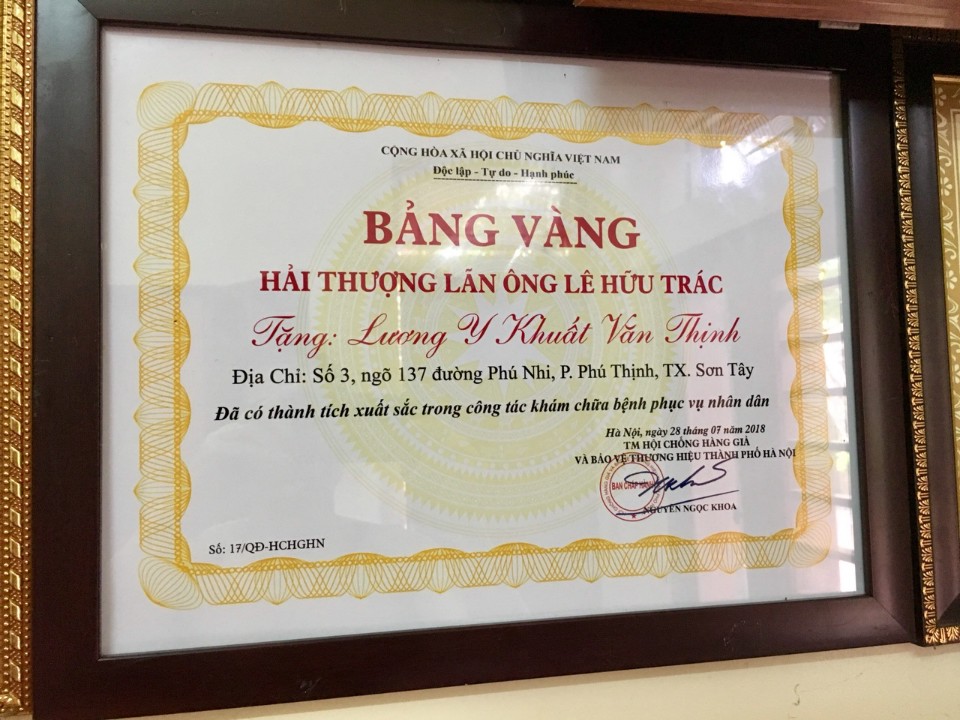 CỘNG HÒA XÃ HỘI CHỦ NGHĨA VIỆT NAM
Độc lập - Tự do - Hạnh phúc
BẢNG VÀNG
HẢI THƯỢNG LÃN ÔNG LÊ HỮU TRÁC
Tặng: Lương Y Khuất Văn Thịnh
Địa Chỉ: Số 3, ngõ 137 đường Phú Nhi, P. Phú Thịnh, TX. Sơn Tây
Đã có thành tích xuất sắc trong công tác khám chữa bệnh phục vụ nhân dân
Hà Nội, ngày 28 tháng 07 năm 2018
TM HỘI CHỐNG HÀNG GIẢ
VÀ BẢO VỆ THƯƠNG HIỆU THÀNH PHỐ HÀ NỘI
BAN CHẤP HÀNH
NGUYỄN NGỌC KHOA
Số: 17/QĐ-HCHGHN